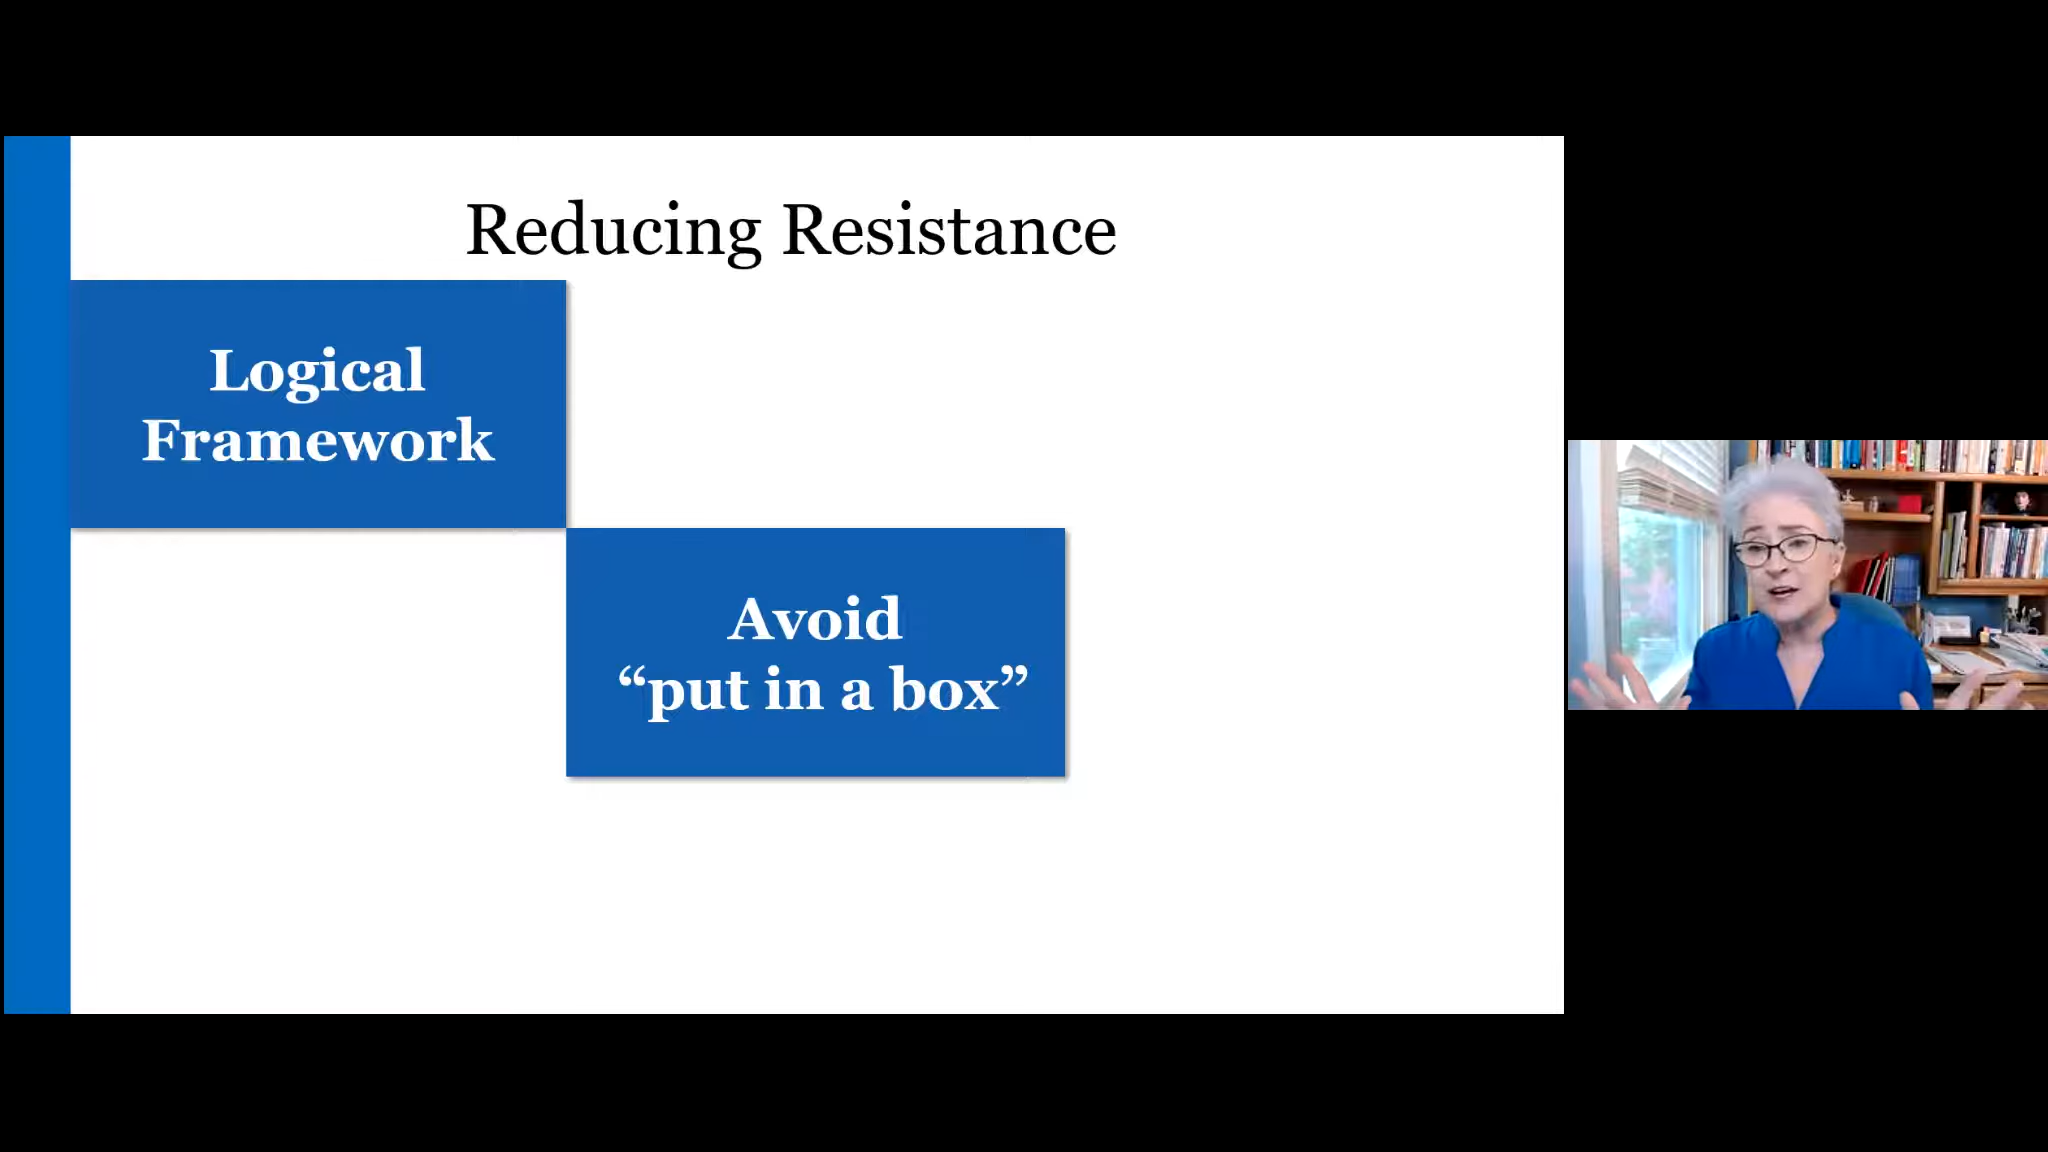 Reducing Resistance
Logical
Framework
Avoid
“put in a box”